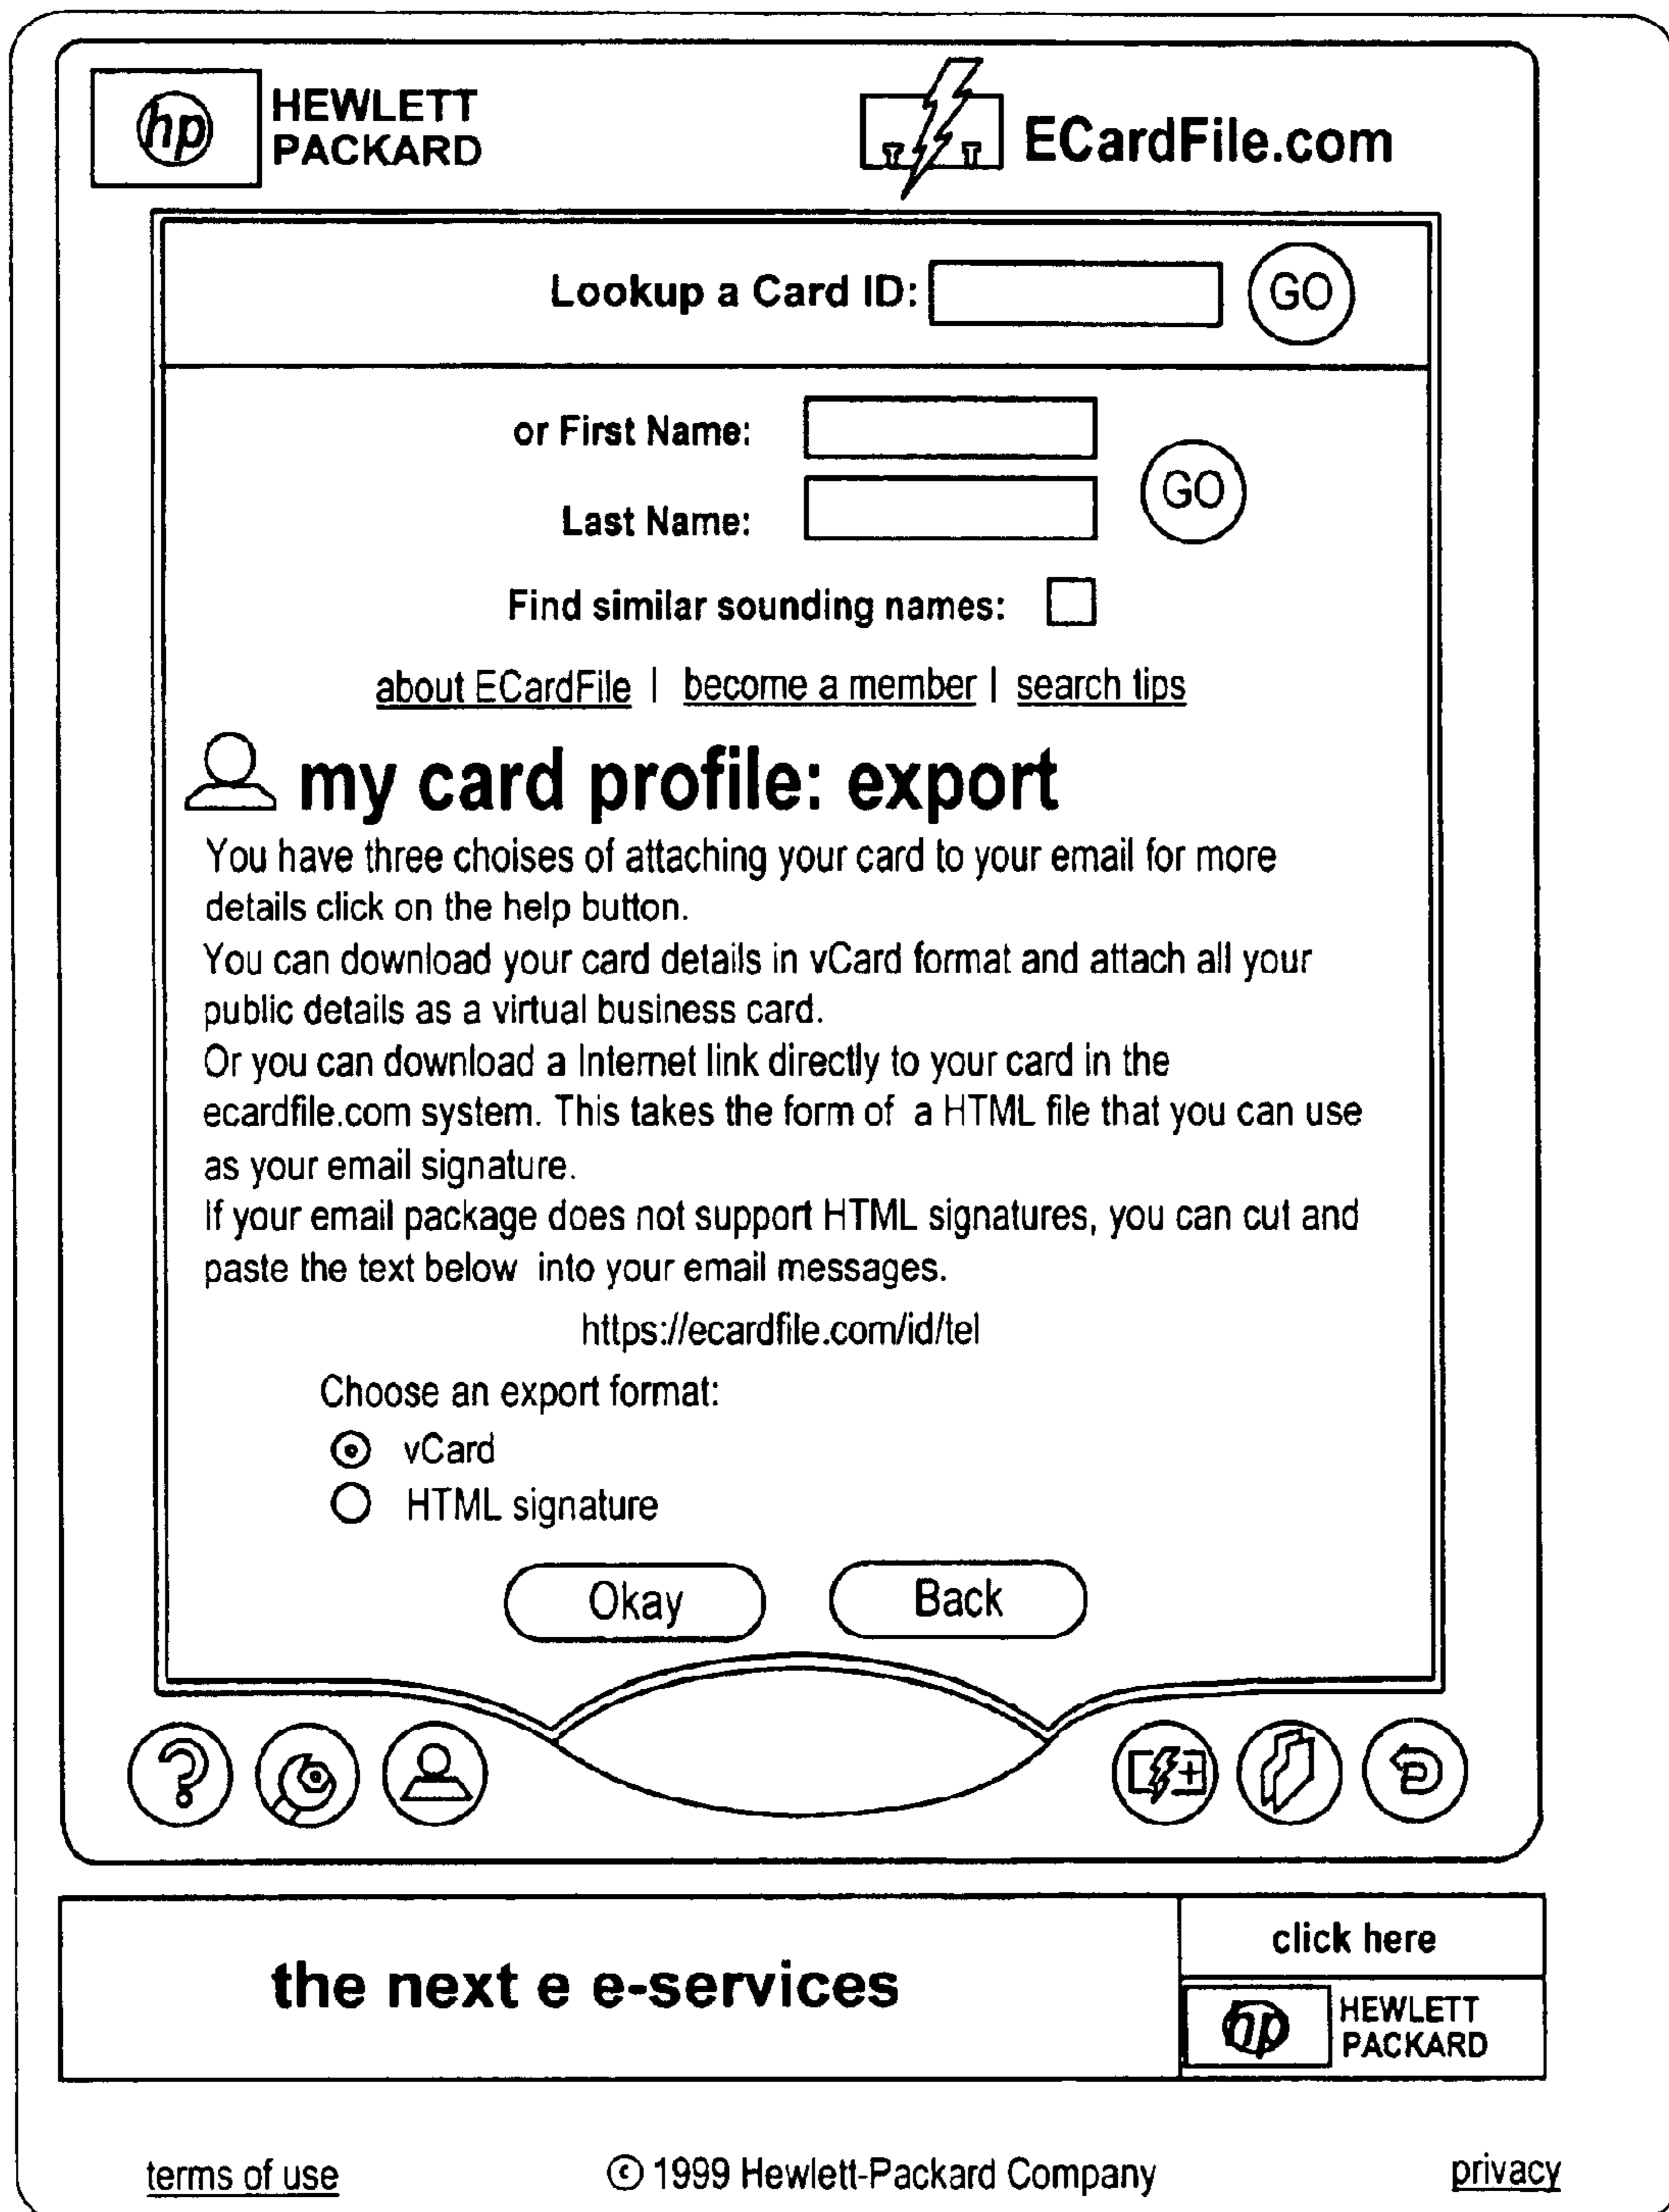 hp HEWLETT
PACKARD
ECardFile.com
Lookup a Card ID: GO
or First Name:
Last Name:
GO
Find similar sounding names:
about ECardFile | become a member | search tips
my card profile: export
You have three choises of attaching your card to your email for more
details click on the help button.
You can download your card details in vCard format and attach all your
public details as a virtual business card.
Or you can download a Internet link directly to your card in the
ecardfile.com system. This takes the form of a HTML file that you can use
as your email signature.
If your email package does not support HTML signatures, you can cut and
paste the text below into your email messages.
https://ecardfile.com/id/tel
Choose an export format:
vCard
HTML signature
Okay Back
?
the next e e-services
click here
hp HEWLETT
PACKARD
terms of use © 1999 Hewlett-Packard Company privacy